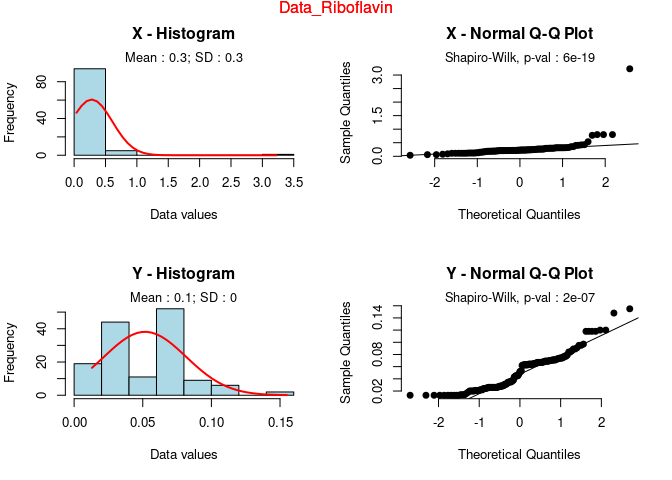 Data_Riboflavin
X - Histogram
Mean : 0.3; SD : 0.3
Frequency
0 40 80
0.0 0.5 1.0 1.5 2.0 2.5 3.0 3.5
Data values
X - Normal Q-Q Plot
Shapiro-Wilk, p-val : 6e-19
Sample Quantiles
0.0 1.5 3.0
-2 -1 0 1 2
Theoretical Quantiles
Y - Histogram
Mean : 0.1; SD : 0
Frequency
0 20 40
0.00 0.05 0.10 0.15
Data values
Y - Normal Q-Q Plot
Shapiro-Wilk, p-val : 2e-07
Sample Quantiles
0.02 0.08 0.14
-2 -1 0 1 2
Theoretical Quantiles